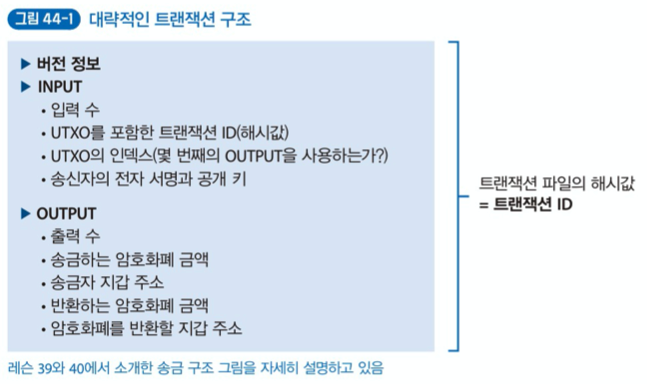 그림 44-1 대략적인 트랜잭션 구조
▶ 버전 정보
▶ INPUT
• 입력 수
• UTXO를 포함한 트랜잭션 ID(해시값)
• UTXO의 인덱스(몇 번째의 OUTPUT을 사용하는가?)
• 송신자의 전자 서명과 공개 키
▶ OUTPUT
• 출력 수
• 송금하는 암호화폐 금액
• 송금자 지갑 주소
• 반환하는 암호화폐 금액
• 암호화폐를 반환할 지갑 주소
트랜잭션 파일의 해시값
= 트랜잭션 ID
레슨 39와 40에서 소개한 송금 구조 그림을 자세히 설명하고 있음